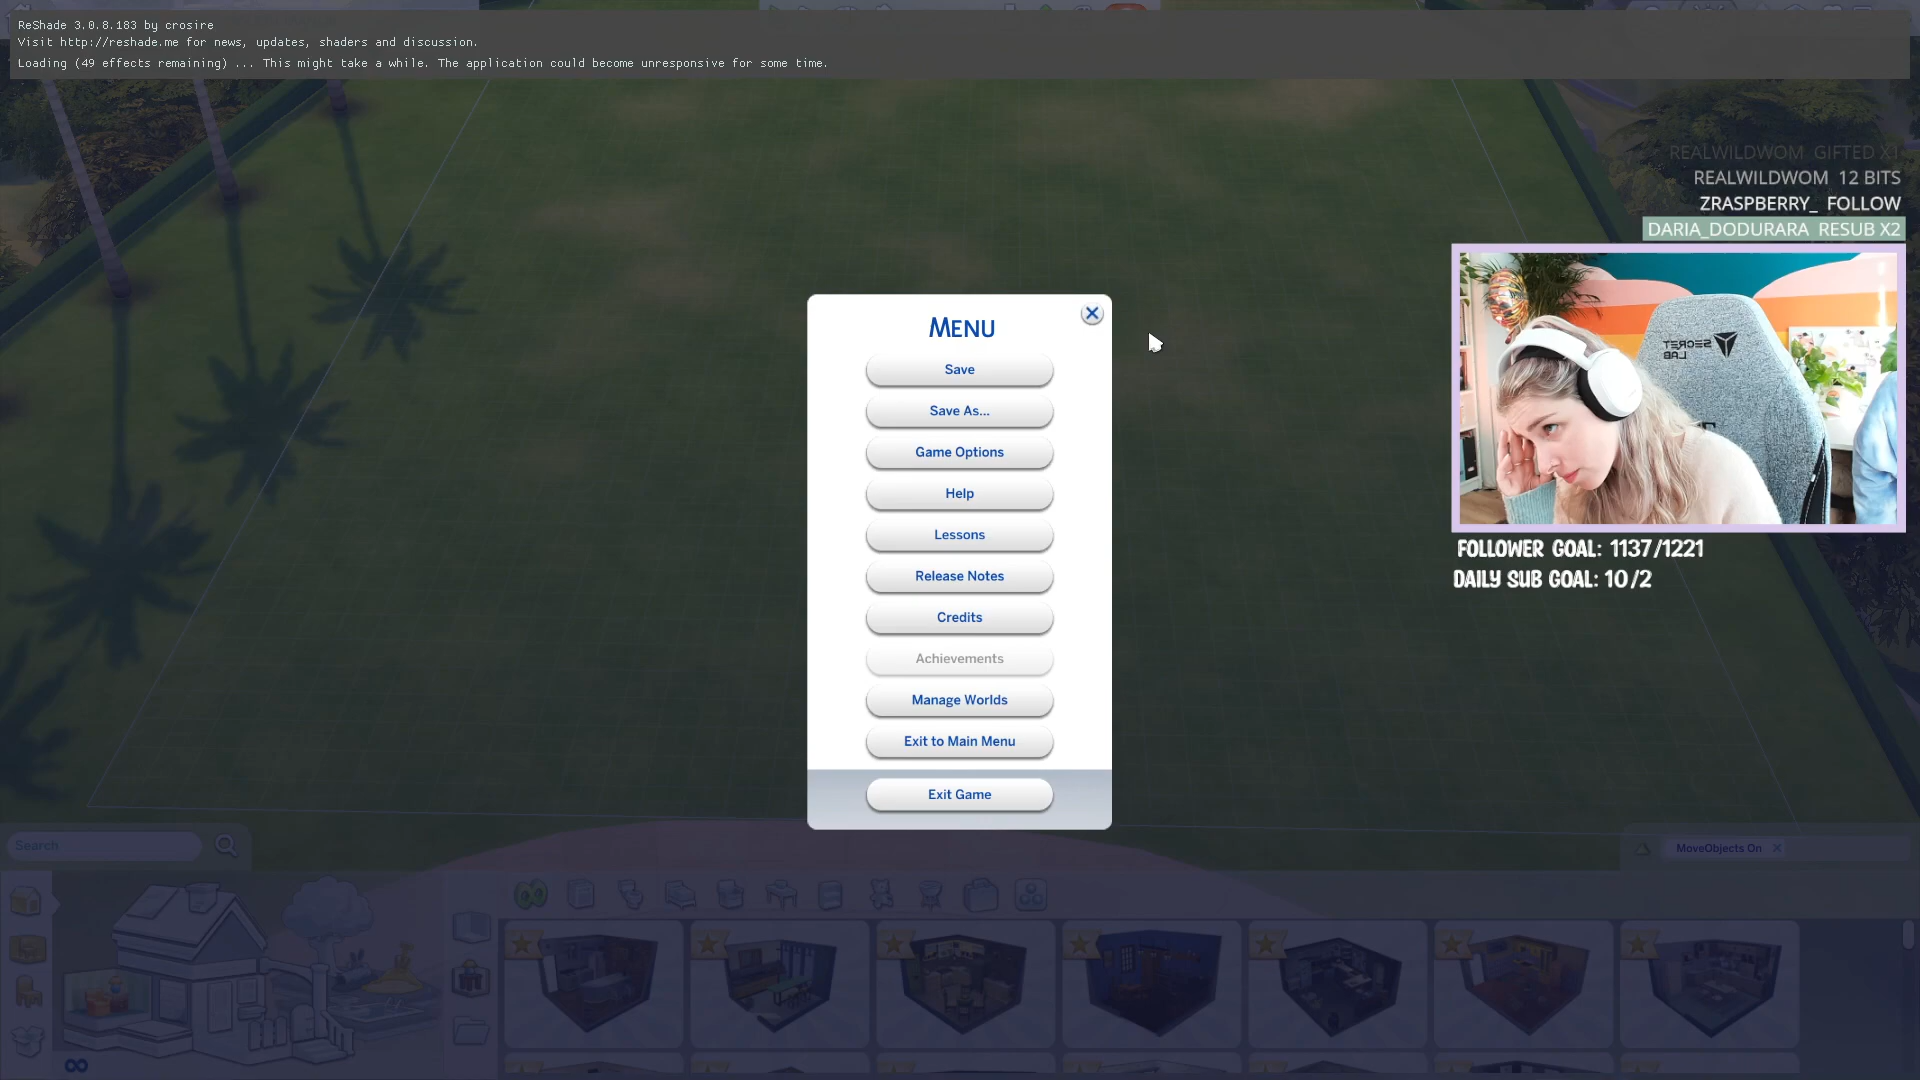 ReShade 3.0.8.183 by crosire
Visit http://reshade.me for news, updates, shaders and discussion.
Loading (49 effects remaining) ... This might take a while. The application could become unresponsive for some time.
REALWILDWOM GIFTED X1
REALWILDWOM 12 BITS
ZRASPBERRY_ FOLLOW
DARIA_DODURARA RESUB X2
SECRET
LAB
FOLLOWER GOAL: 1137/1221
DAILY SUB GOAL: 10/2
MENU
Save
Save As...
Game Options
Help
Lessons
Release Notes
Credits
Achievements
Manage Worlds
Exit to Main Menu
Exit Game
Search
MoveObjects On